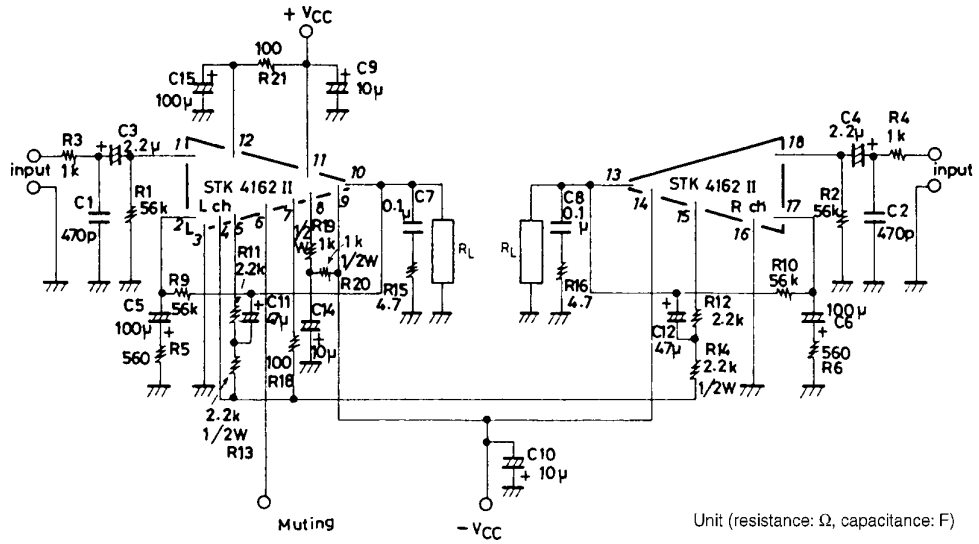 + VCC
100
R21
C15 +
100µ
+ C9
10µ
R3
1k
input
C3
+
2.2µ
1
12
11
10
C1
470p
R1
56k
STK 4162 II
L ch
2
3
4
5
6
7
8
9
C7
0.1µ
RL
R15
4.7
R9
56k
C5
100µ
+
560
R5
R11
2.2k
+
C11
47µ
1/2
W
R19
1k
1k
1/2W
R20
C14
+
10µ
100
R18
2.2k
1/2W
R13
Muting
13
14
15
16
17
18
STK 4162 II
R ch
C8
0.1
µ
RL
R16
4.7
C4
2.2µ
+
R4
1k
input
R2
56k
C2
470p
R10
56k
100µ
C6
+
560
R6
+
C12
47µ
R12
2.2k
R14
2.2k
1/2W
C10
+ 10µ
− VCC
Unit (resistance: Ω, capacitance: F)